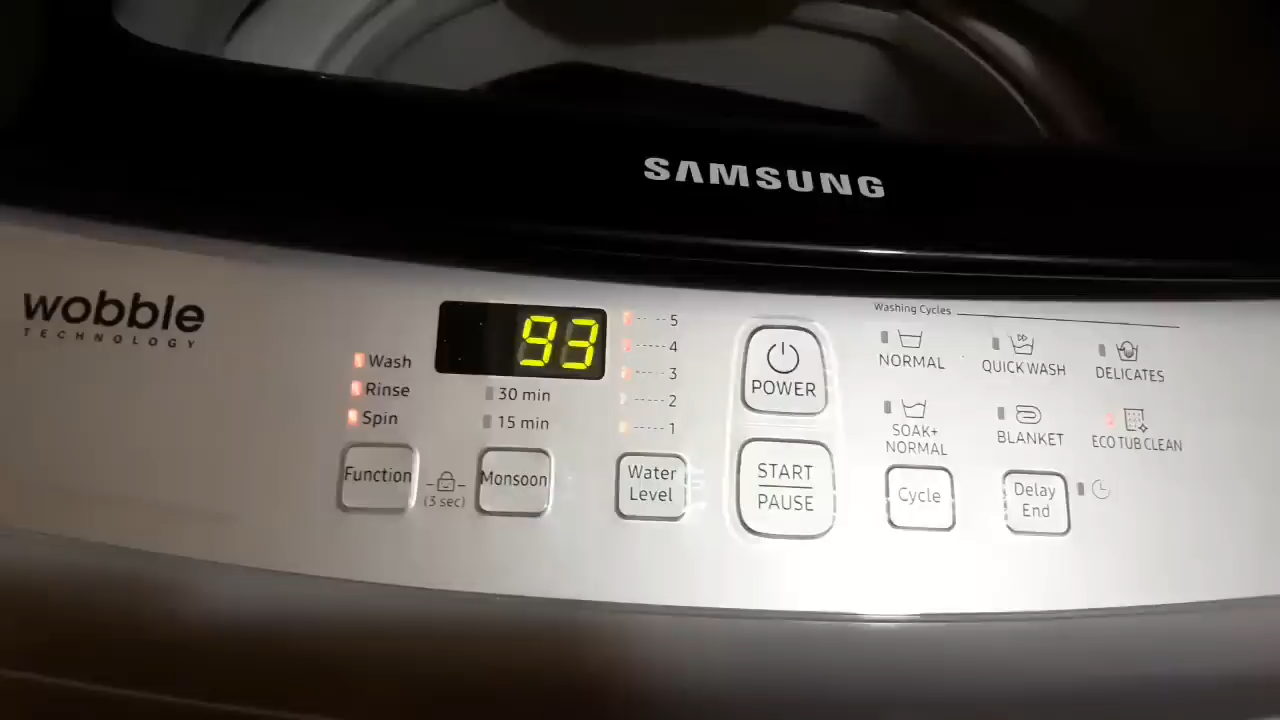 SAMSUNG
wobble
TECHNOLOGY
93
Wash
Rinse
Spin
30 min
15 min
5
4
3
2
1
Function
(3 sec)
Monsoon
Water
Level
POWER
START
PAUSE
Washing Cycles
NORMAL
QUICK WASH
DELICATES
SOAK+
NORMAL
BLANKET
ECO TUB CLEAN
Cycle
Delay
End